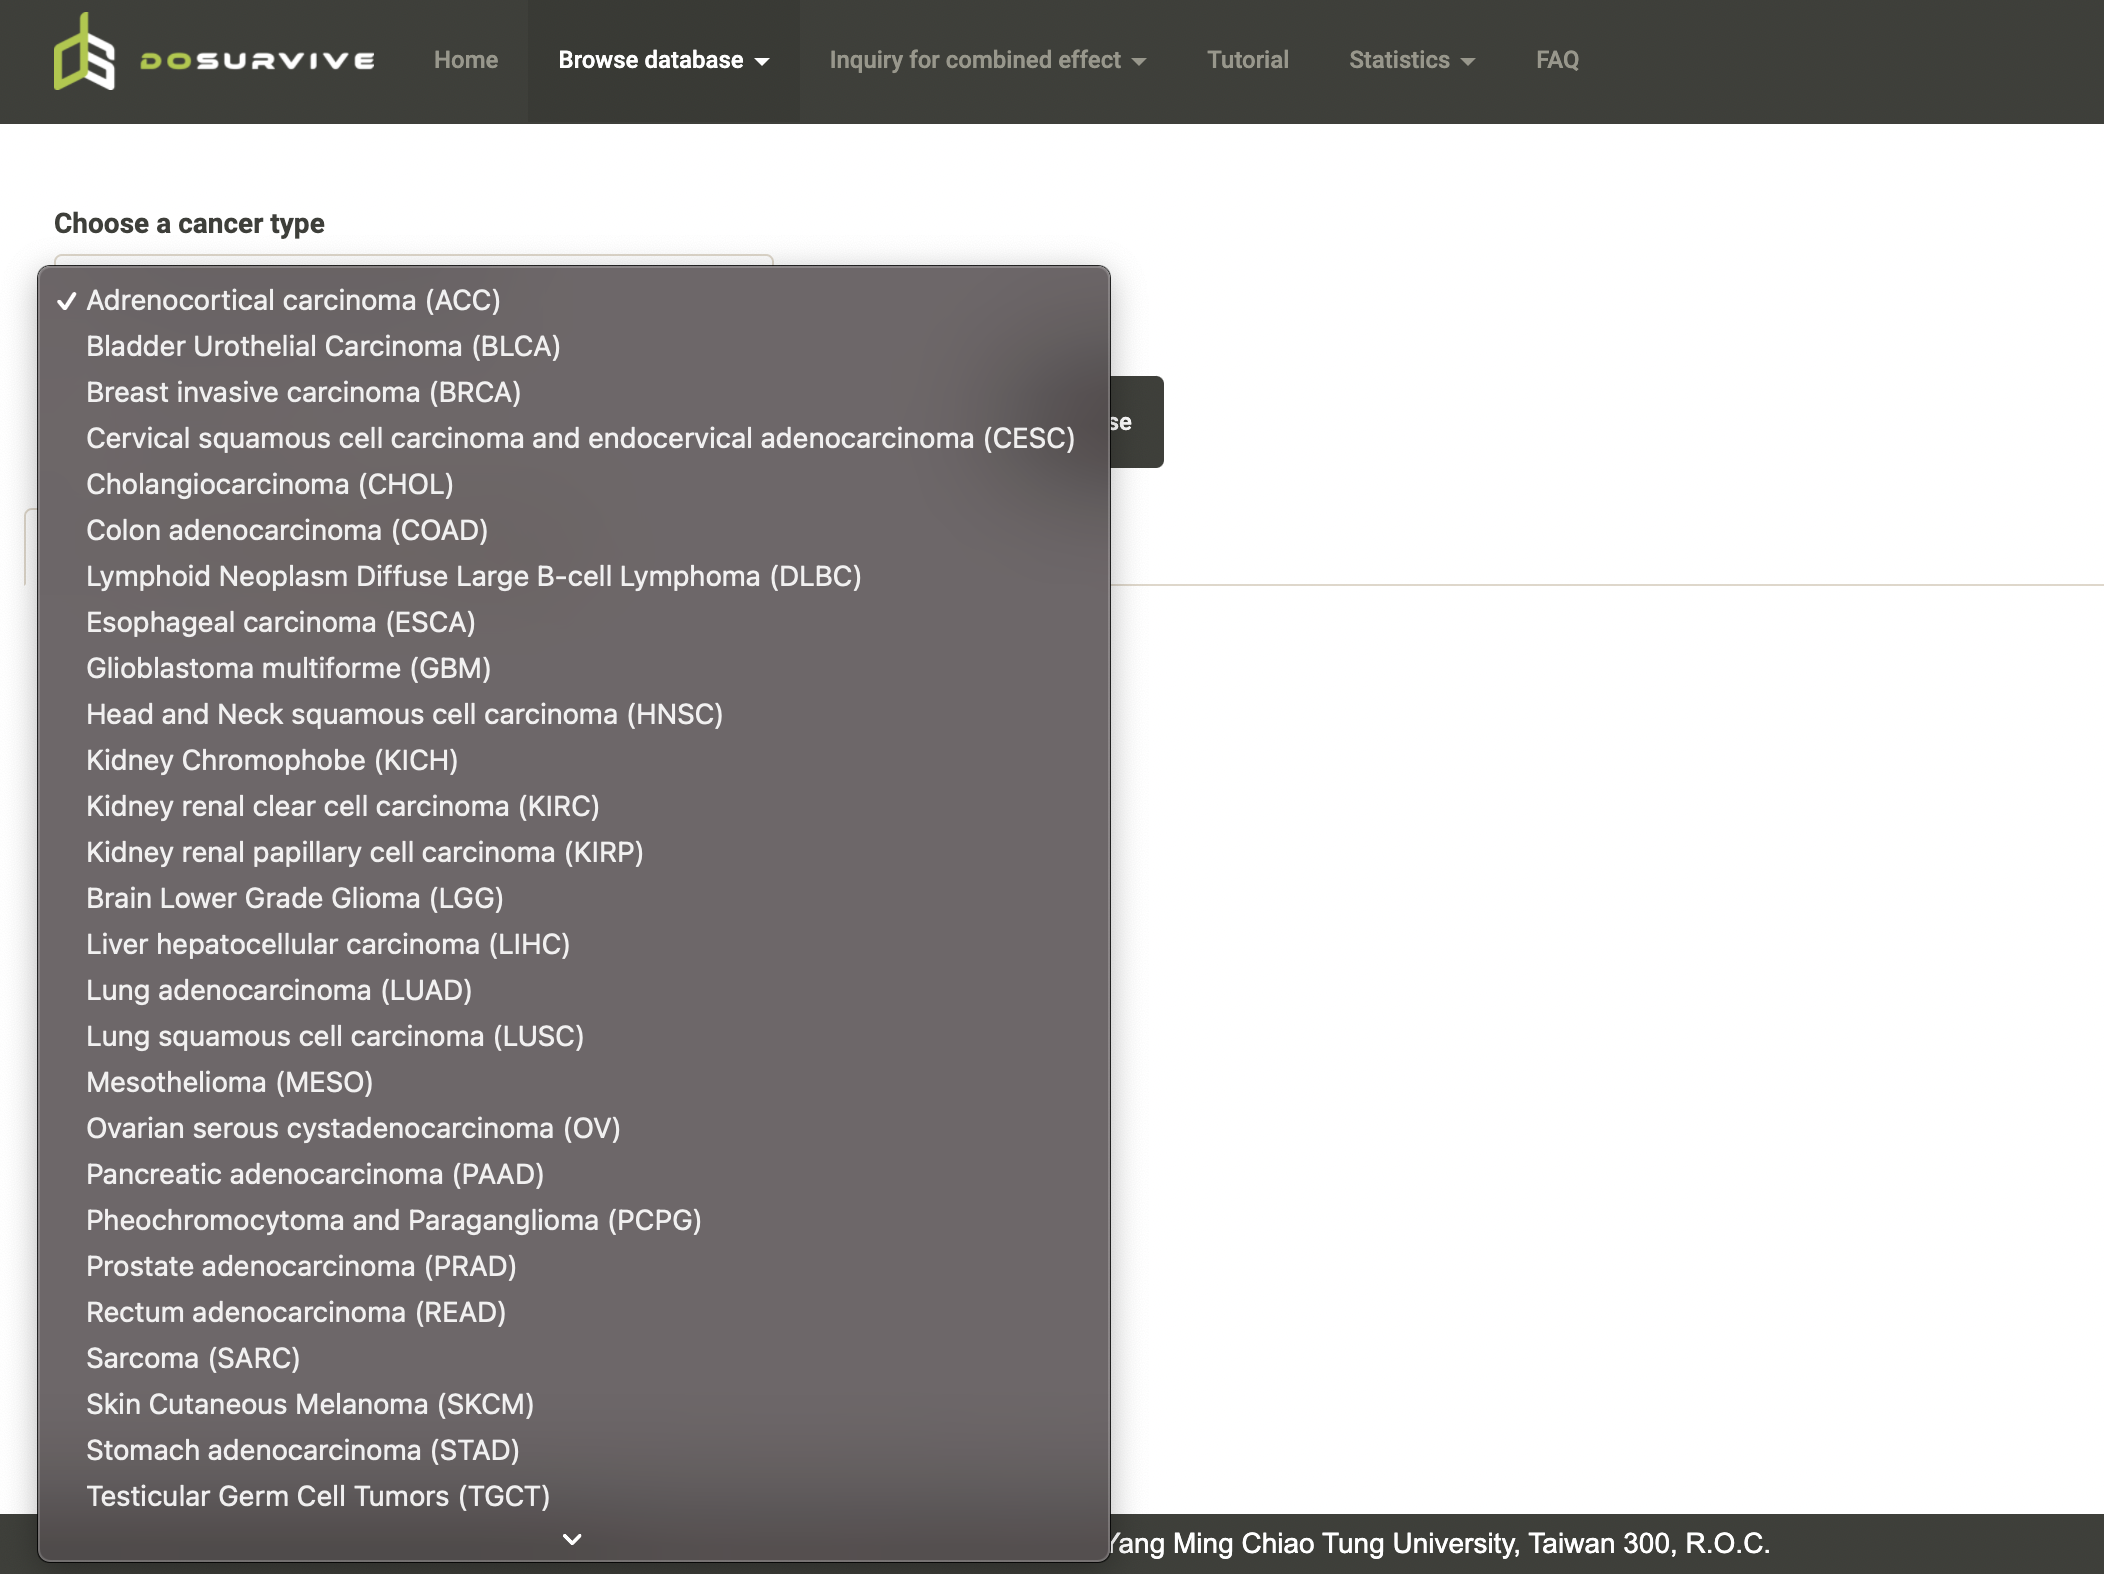 DOSURVIVE Home Browse database Inquiry for combined effect Tutorial Statistics FAQ
Choose a cancer type
Adrenocortical carcinoma (ACC)
Bladder Urothelial Carcinoma (BLCA)
Breast invasive carcinoma (BRCA)
Cervical squamous cell carcinoma and endocervical adenocarcinoma (CESC)
Cholangiocarcinoma (CHOL)
Colon adenocarcinoma (COAD)
Lymphoid Neoplasm Diffuse Large B-cell Lymphoma (DLBC)
Esophageal carcinoma (ESCA)
Glioblastoma multiforme (GBM)
Head and Neck squamous cell carcinoma (HNSC)
Kidney Chromophobe (KICH)
Kidney renal clear cell carcinoma (KIRC)
Kidney renal papillary cell carcinoma (KIRP)
Brain Lower Grade Glioma (LGG)
Liver hepatocellular carcinoma (LIHC)
Lung adenocarcinoma (LUAD)
Lung squamous cell carcinoma (LUSC)
Mesothelioma (MESO)
Ovarian serous cystadenocarcinoma (OV)
Pancreatic adenocarcinoma (PAAD)
Pheochromocytoma and Paraganglioma (PCPG)
Prostate adenocarcinoma (PRAD)
Rectum adenocarcinoma (READ)
Sarcoma (SARC)
Skin Cutaneous Melanoma (SKCM)
Stomach adenocarcinoma (STAD)
Testicular Germ Cell Tumors (TGCT)
Yang Ming Chiao Tung University, Taiwan 300, R.O.C.